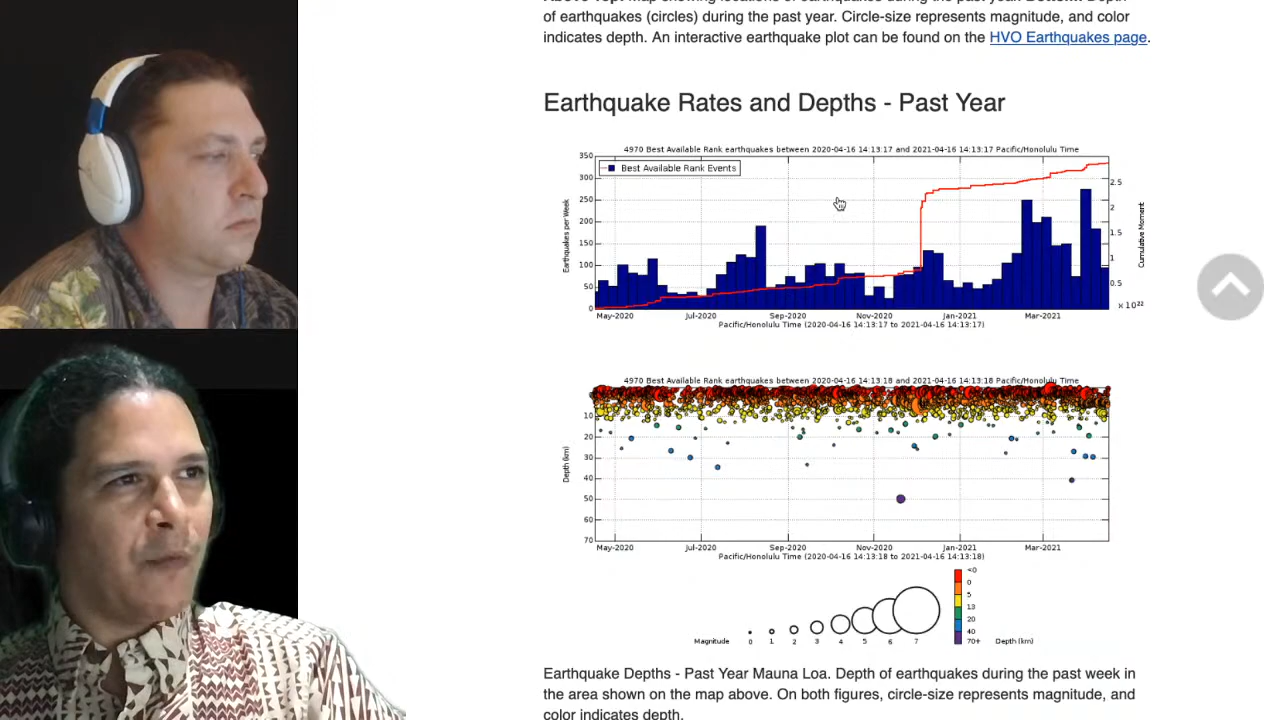 of earthquakes (circles) during the past year. Circle-size represents magnitude, and color
indicates depth. An interactive earthquake plot can be found on the HVO Earthquakes page.
Earthquake Rates and Depths - Past Year
4970 Best Available Rank earthquakes between 2020-04-16 14:13:17 and 2021-04-16 14:13:17 Pacific/Honolulu Time
Best Available Rank Events
Earthquakes per Week
350
300
250
200
150
100
50
0
2.5
2
1.5
1
0.5
× 10²²
Cumulative Moment
May-2020 Jul-2020 Sep-2020 Nov-2020 Jan-2021 Mar-2021
Pacific/Honolulu Time (2020-04-16 14:13:17 to 2021-04-16 14:13:17)
4970 Best Available Rank earthquakes between 2020-04-16 14:13:18 and 2021-04-16 14:13:18 Pacific/Honolulu Time
Depth (km)
10
20
30
40
50
60
70
May-2020 Jul-2020 Sep-2020 Nov-2020 Jan-2021 Mar-2021
Pacific/Honolulu Time (2020-04-16 14:13:18 to 2021-04-16 14:13:18)
Magnitude 0 1 2 3 4 5 6 7
<0
0
5
13
20
40
70+
Depth (km)
Earthquake Depths - Past Year Mauna Loa. Depth of earthquakes during the past week in
the area shown on the map above. On both figures, circle-size represents magnitude, and
color indicates depth.